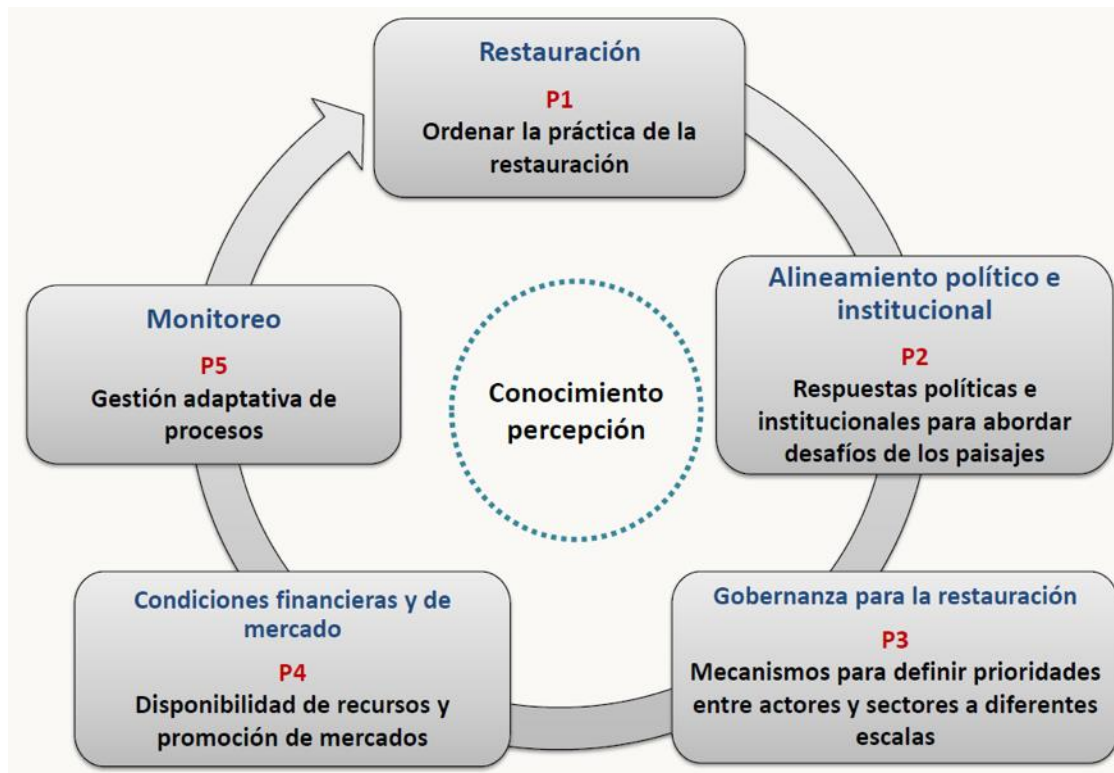 Restauración
P1
Ordenar la práctica de la
restauración
Alineamiento político e
institucional
P2
Respuestas políticas e
institucionales para abordar
desafíos de los paisajes
Gobernanza para la restauración
P3
Mecanismos para definir prioridades
entre actores y sectores a diferentes
escalas
Condiciones financieras y de
mercado
P4
Disponibilidad de recursos y
promoción de mercados
Monitoreo
P5
Gestión adaptativa de
procesos
Conocimiento
percepción